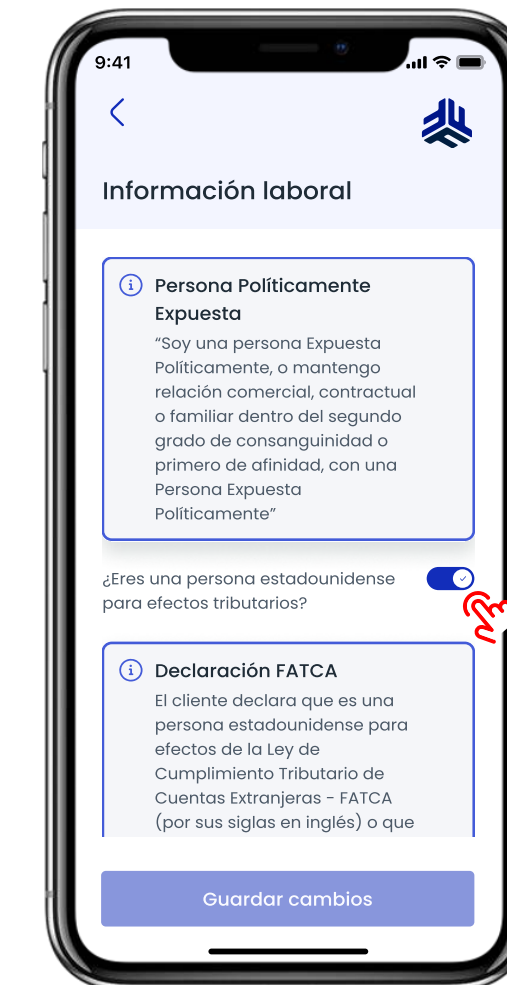 9:41
Información laboral
Persona Políticamente
Expuesta
“Soy una persona Expuesta
Políticamente, o mantengo
relación comercial, contractual
o familiar dentro del segundo
grado de consanguinidad o
primero de afinidad, con una
Persona Expuesta
Políticamente”
¿Eres una persona estadounidense
para efectos tributarios?
Declaración FATCA
El cliente declara que es una
persona estadounidense para
efectos de la Ley de
Cumplimiento Tributario de
Cuentas Extranjeras - FATCA
(por sus siglas en inglés) o que
Guardar cambios